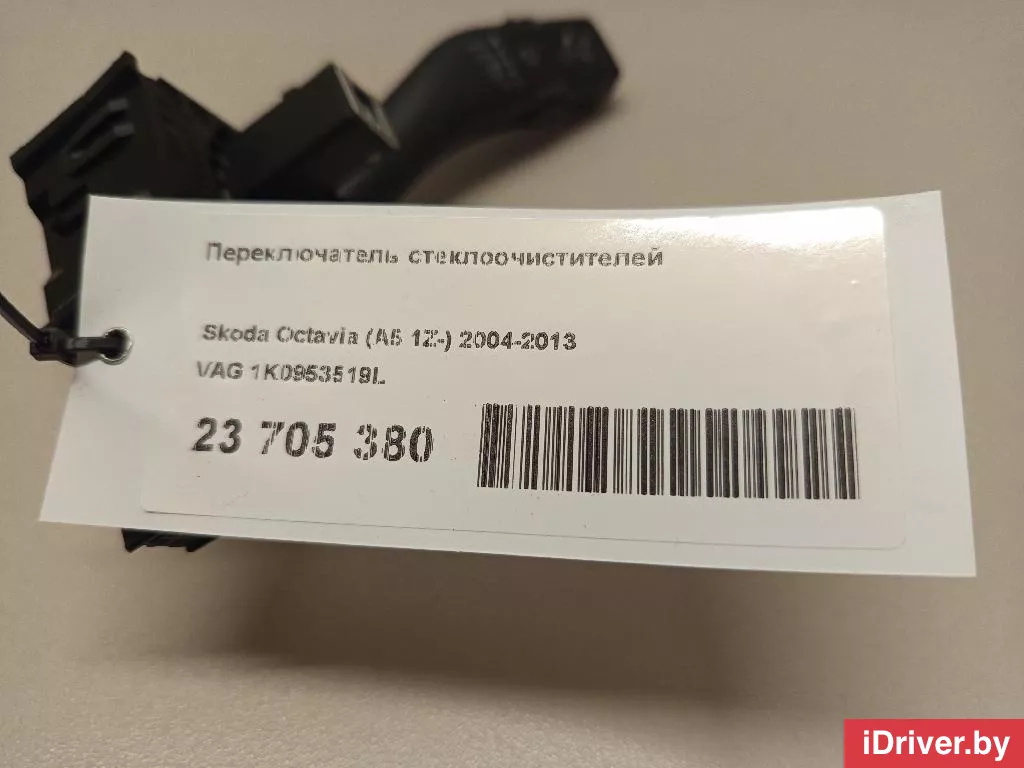 Переключатель стеклоочистителей
Skoda Octavia (A5 1Z-) 2004-2013
VAG 1K0953519L
23 705 380
iDriver.by